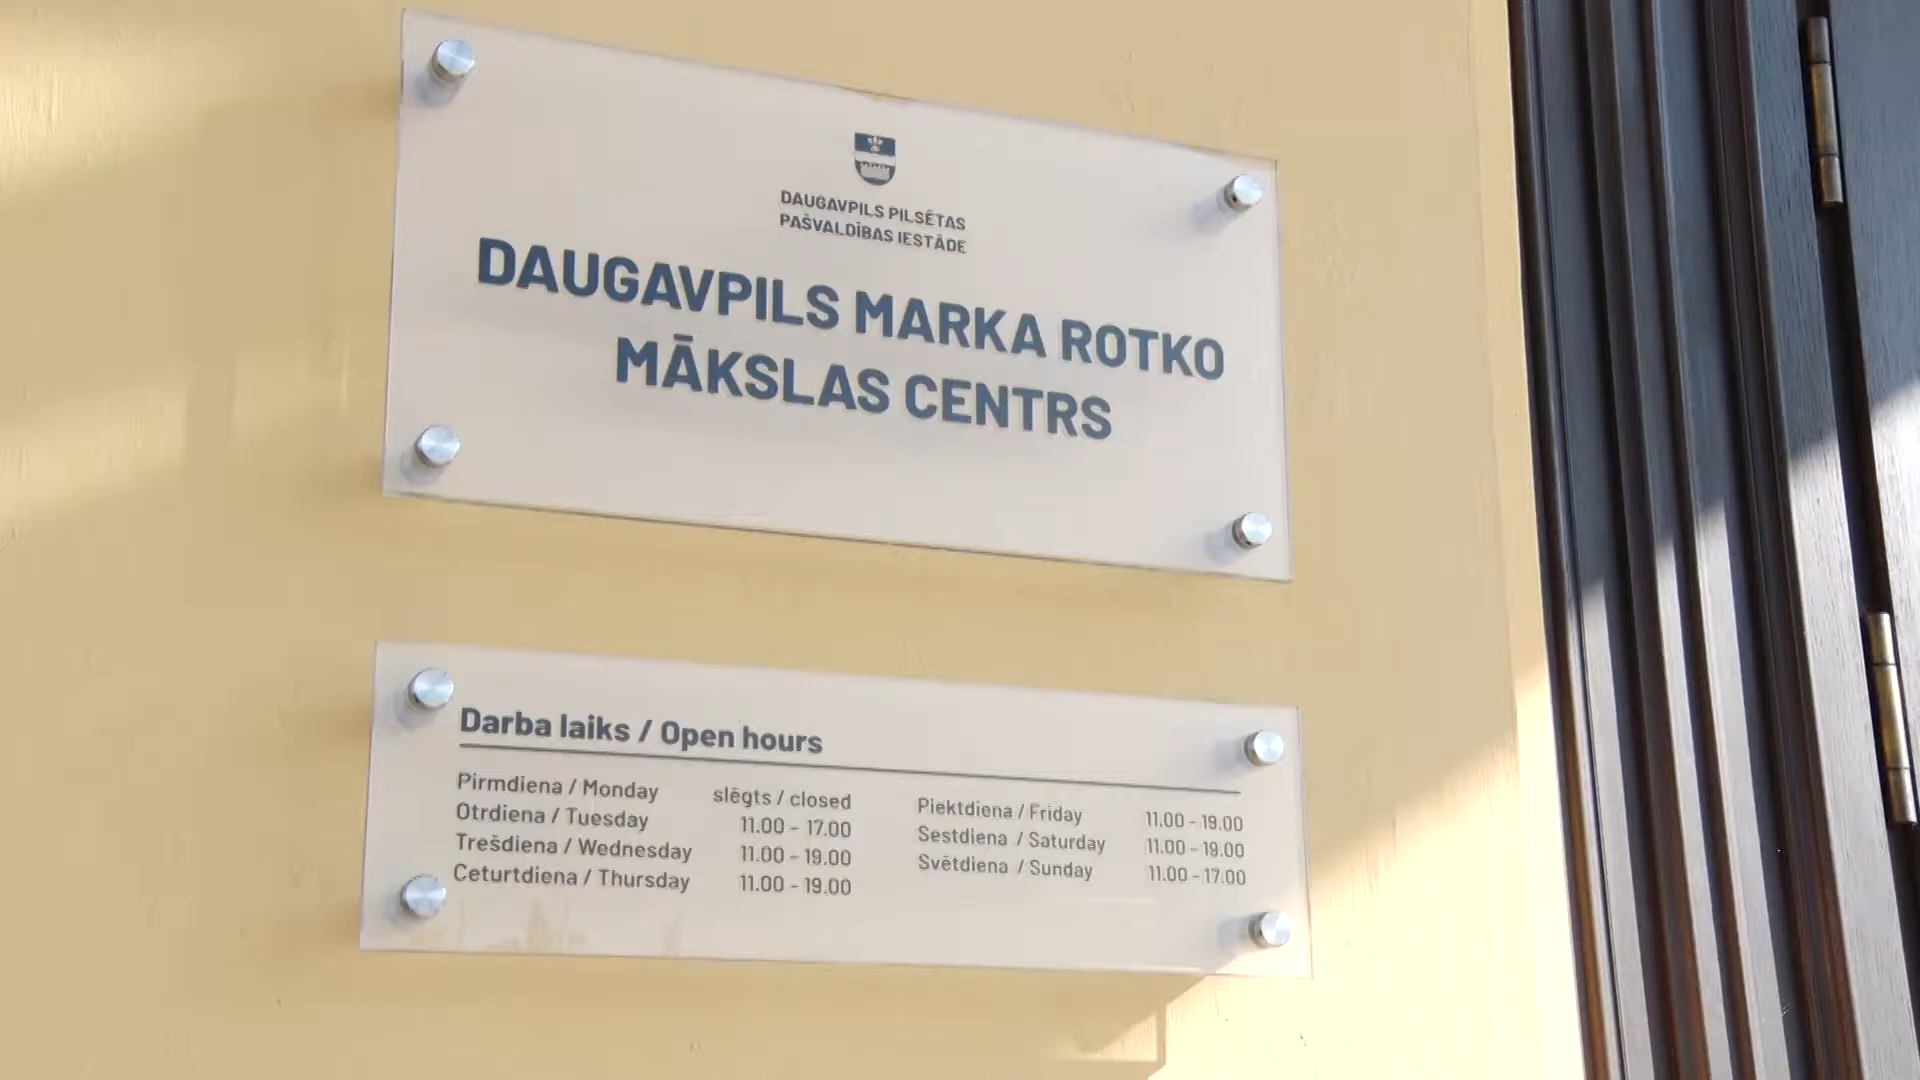 DAUGAVPILS PILSĒTAS
PAŠVALDĪBAS IESTĀDE
DAUGAVPILS MARKA ROTKO
MĀKSLAS CENTRS
Darba laiks / Open hours
Pirmdiena / Monday slēgts / closed
Otrdiena / Tuesday 11.00 - 17.00
Trešdiena / Wednesday 11.00 - 19.00
Ceturtdiena / Thursday 11.00 - 19.00
Piektdiena / Friday 11.00 - 19.00
Sestdiena / Saturday 11.00 - 19.00
Svētdiena / Sunday 11.00 - 17.00